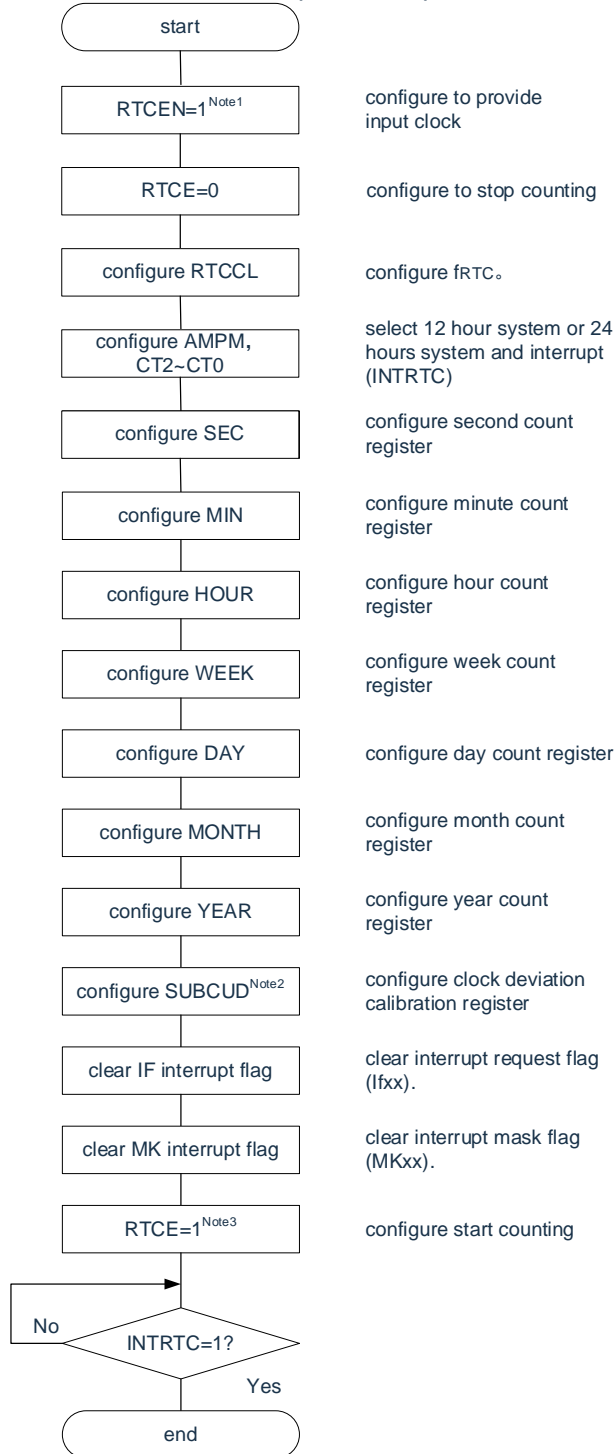 start
RTCEN=1Note1
configure to provide
input clock
RTCE=0
configure to stop counting
configure RTCCL
configure fRTC。
configure AMPM，
CT2~CT0
select 12 hour system or 24
hours system and interrupt
(INTRTC)
configure SEC
configure second count
register
configure MIN
configure minute count
register
configure HOUR
configure hour count
register
configure WEEK
configure week count
register
configure DAY
configure day count register
configure MONTH
configure month count
register
configure YEAR
configure year count
register
configure SUBCUDNote2
configure clock deviation
calibration register
clear IF interrupt flag
clear interrupt request flag
(Ifxx).
clear MK interrupt flag
clear interrupt mask flag
(MKxx).
RTCE=1Note3
configure start counting
No
INTRTC=1?
Yes
end